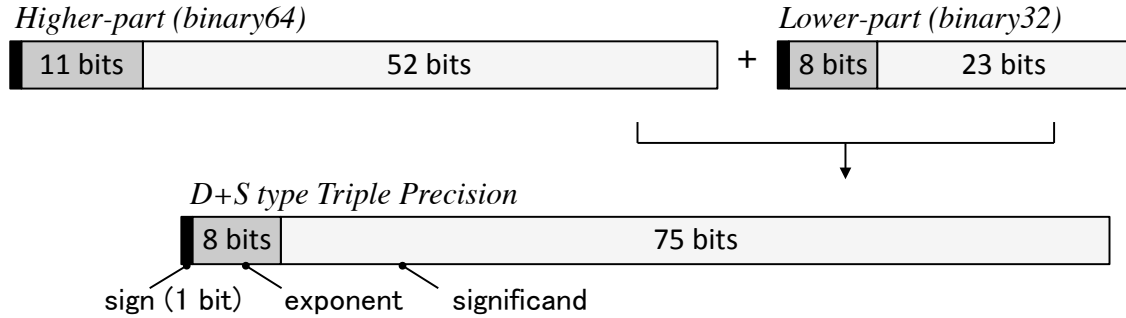 Higher-part (binary64) Lower-part (binary32)
11 bits 52 bits + 8 bits 23 bits
D+S type Triple Precision
8 bits 75 bits
sign (1 bit) exponent significand